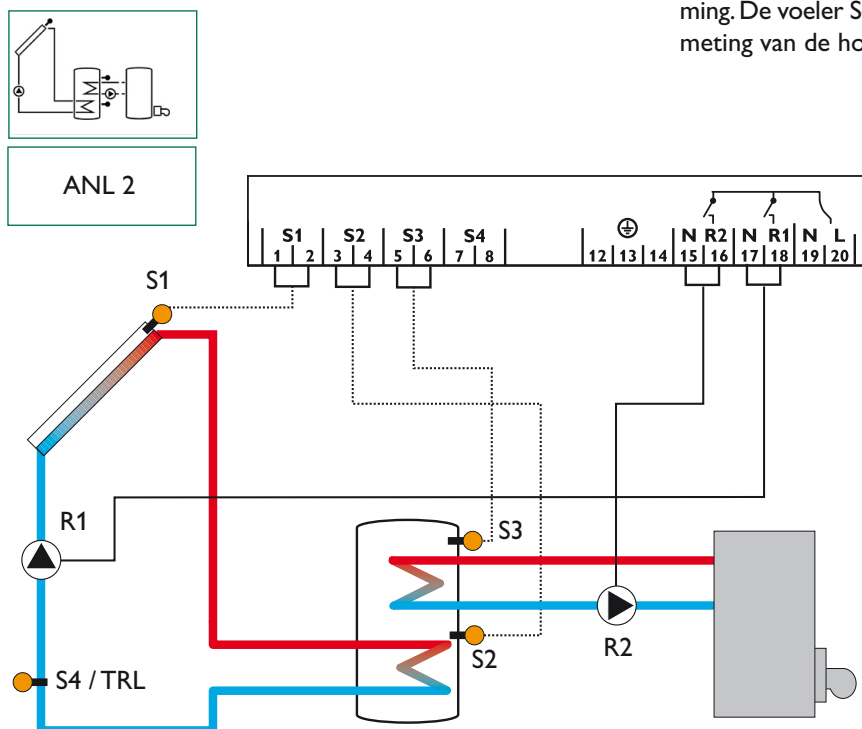 ming. De voeler S
meting van de ho
ANL 2
S1 S2 S3 S4 N R2 N R1 N L
1 2 3 4 5 6 7 8 12 13 14 15 16 17 18 19 20
S1
R1
S3
S2
R2
S4 / TRL